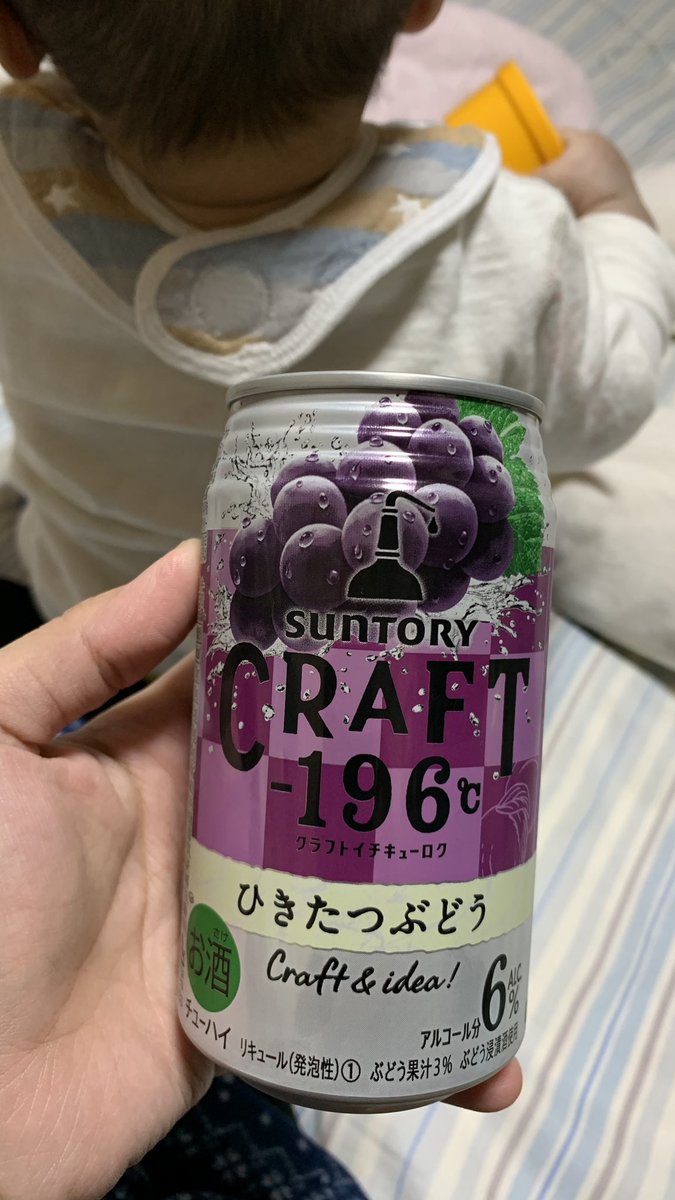 SUNTORY
CRAFT
-196℃
クラフトイチキューロク
ひきたつぶどう
さけ
お酒
Craft & idea!
チューハイ
リキュール(発泡性)①
アルコール分
6
ALC.
%
ぶどう果汁3% ぶどう浸漬酒使用